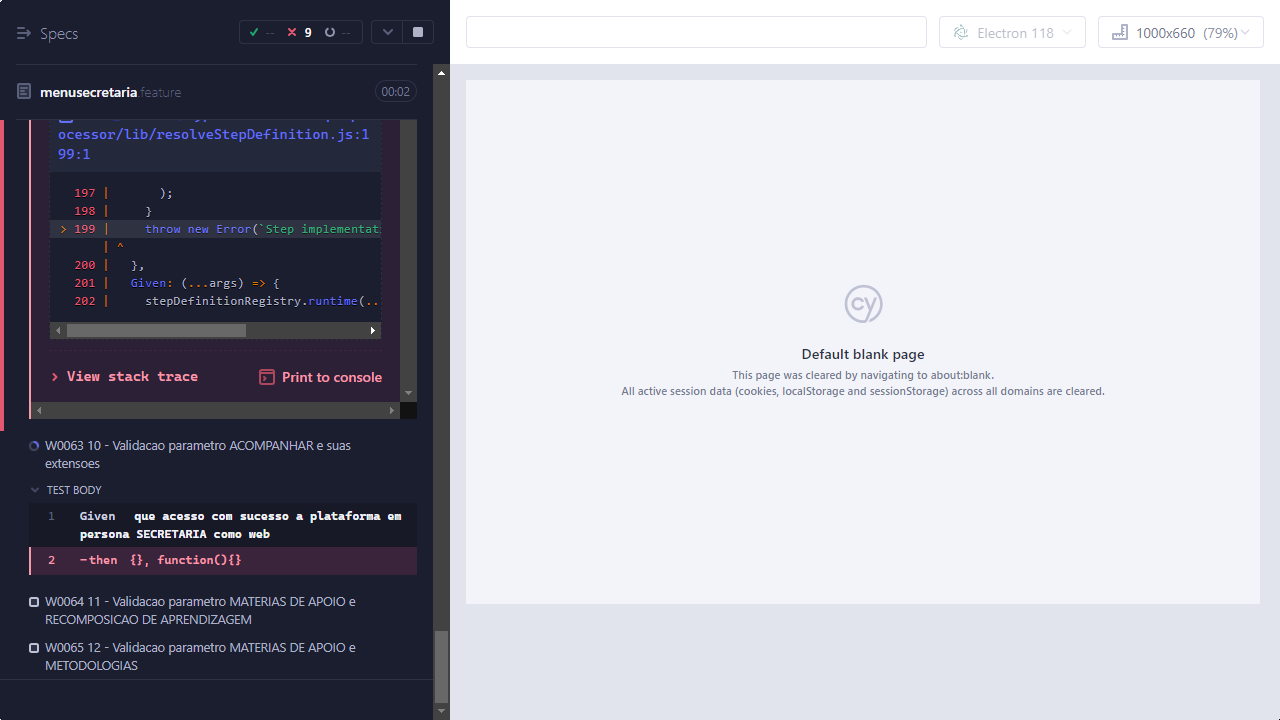 Specs
-- 9 --
menusecretaria feature
00:02
ocessor/lib/resolveStepDefinition.js:1
99:1
197 | );
198 | }
> 199 | throw new Error(`Step implementat
| ^
200 | },
201 | Given: (...args) => {
202 | stepDefinitionRegistry.runtime(..
View stack trace
Print to console
W0063 10 - Validacao parametro ACOMPANHAR e suas
extensoes
TEST BODY
1 Given que acesso com sucesso a plataforma em
persona SECRETARIA como web
2 -then {}, function(){}
W0064 11 - Validacao parametro MATERIAS DE APOIO e
RECOMPOSICAO DE APRENDIZAGEM
W0065 12 - Validacao parametro MATERIAS DE APOIO e
METODOLOGIAS
Electron 118
1000x660 (79%)
cy
Default blank page
This page was cleared by navigating to about:blank.
All active session data (cookies, localStorage and sessionStorage) across all domains are cleared.